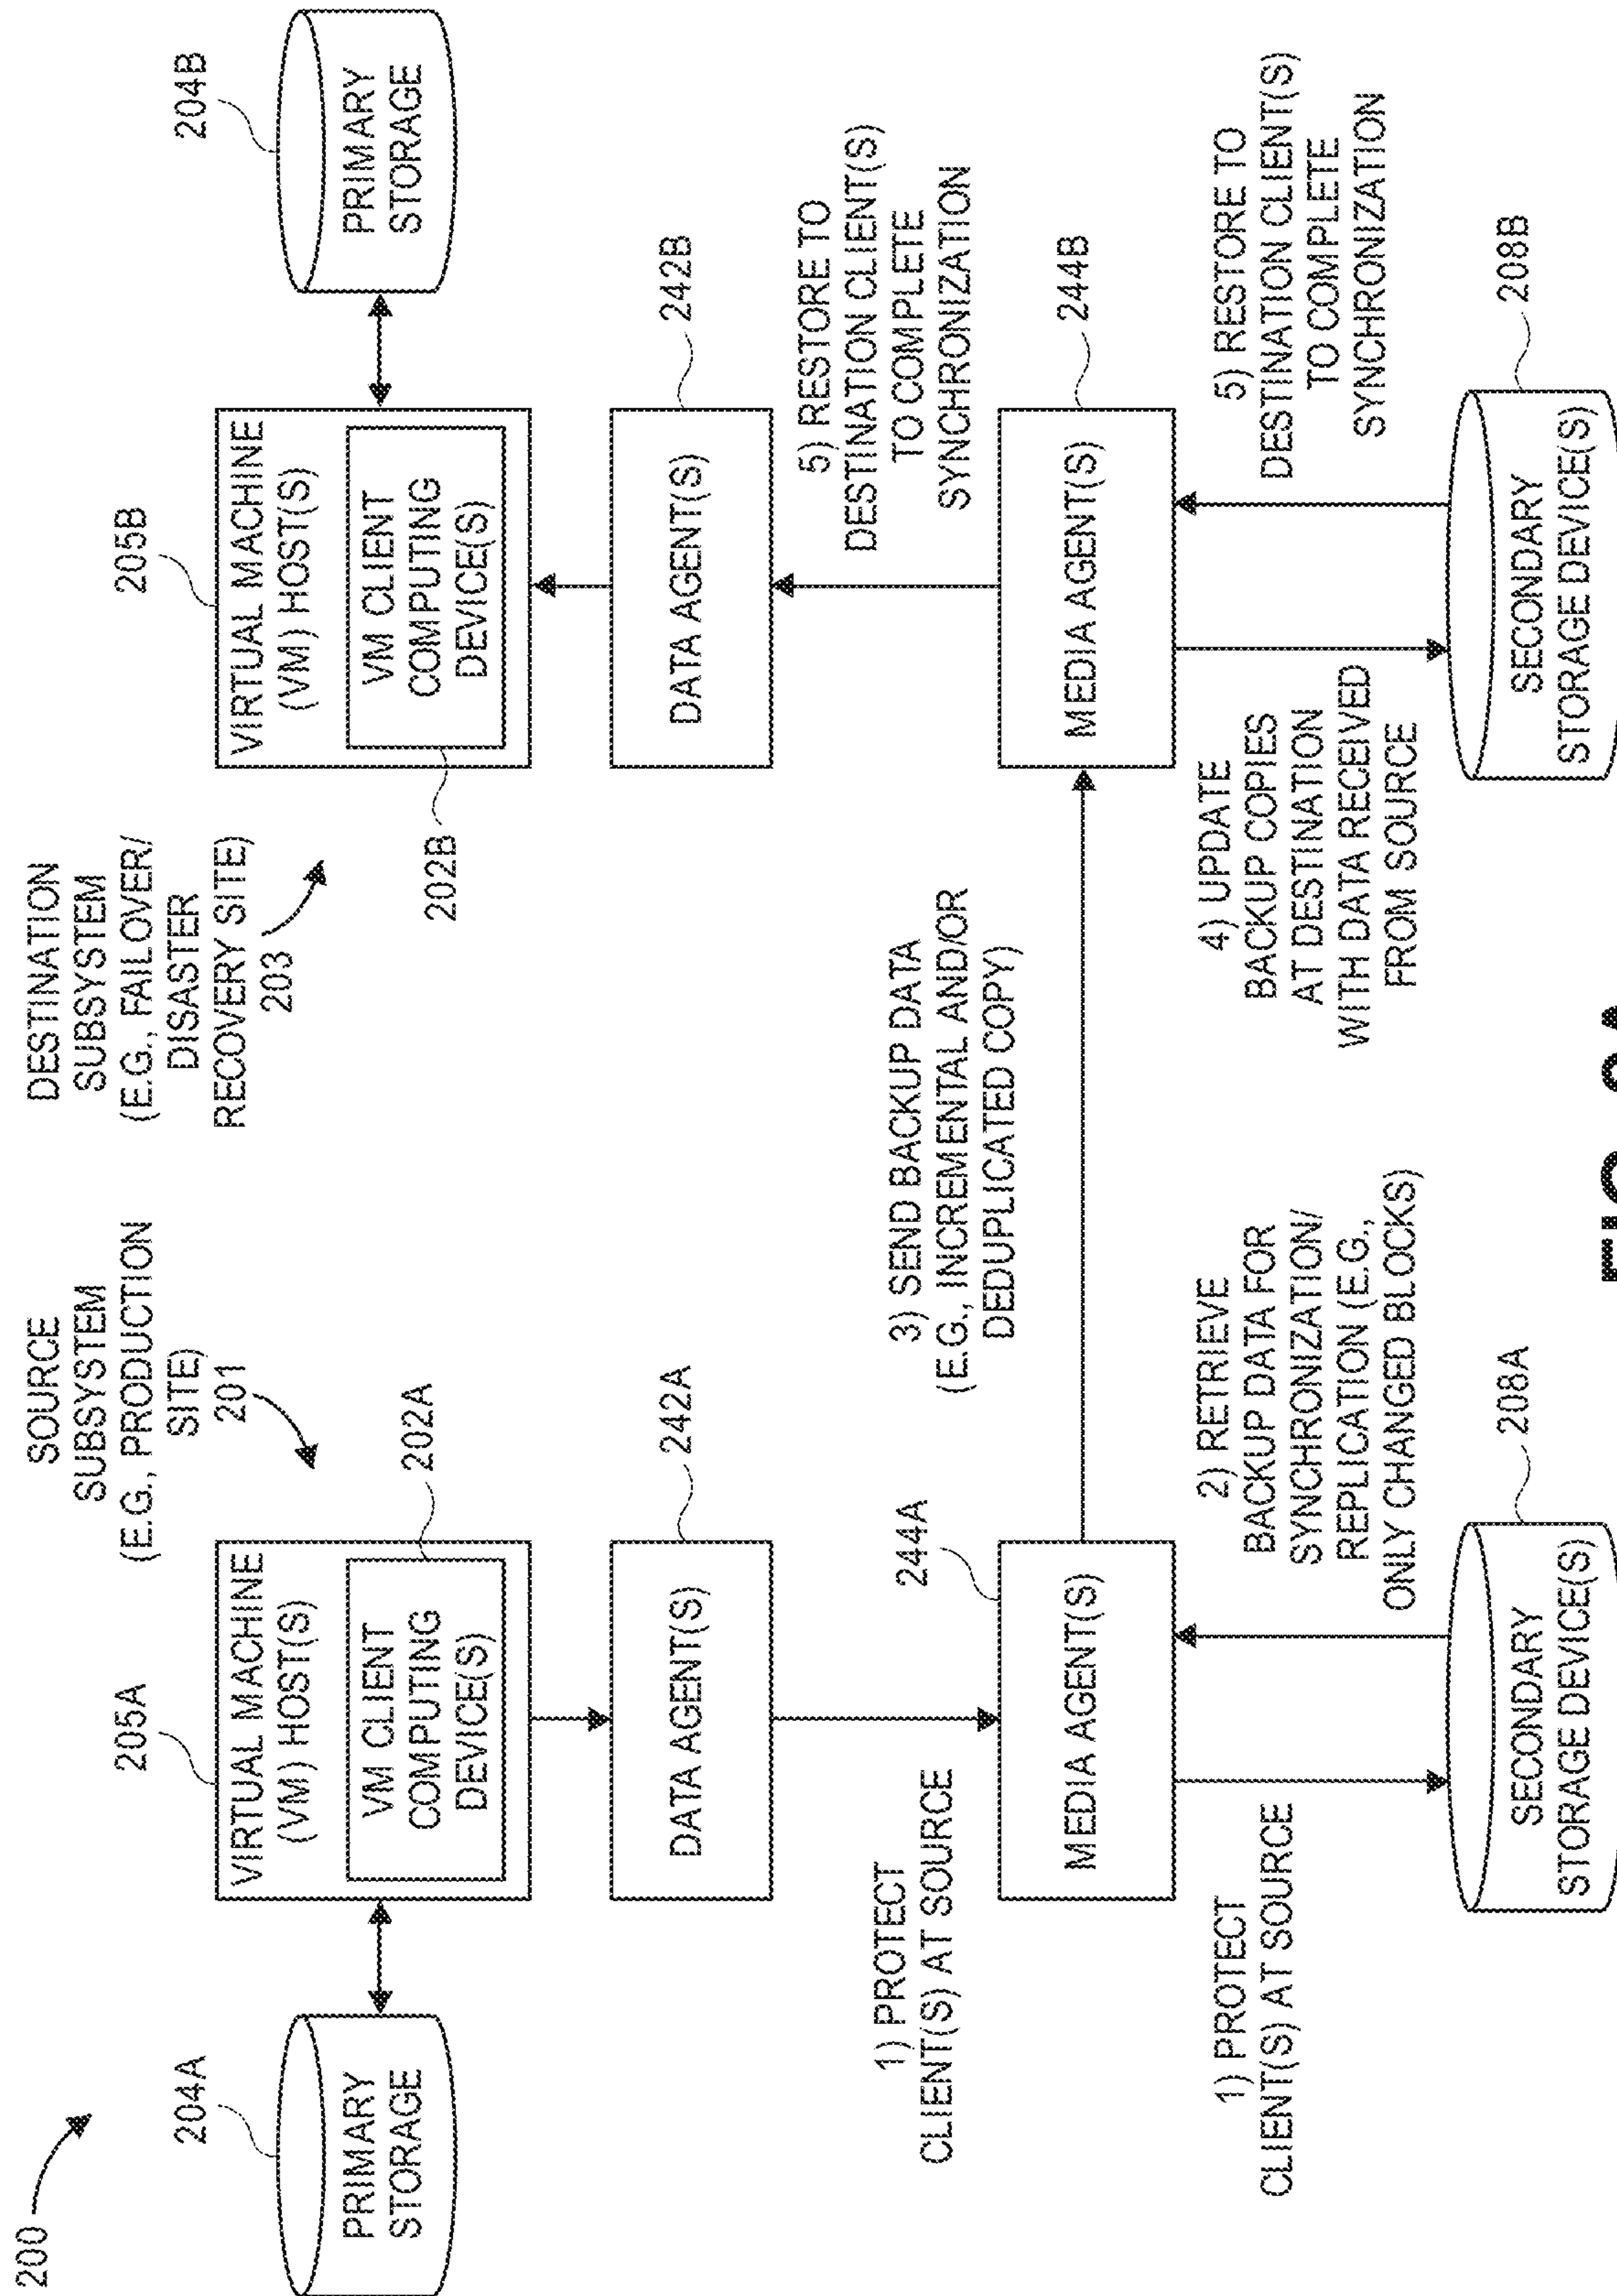 200
SOURCE
SUBSYSTEM
(E.G., PRODUCTION
SITE)
201
DESTINATION
SUBSYSTEM
(E.G., FAILOVER/
DISASTER
RECOVERY SITE)
203
204A
PRIMARY
STORAGE
205A
VIRTUAL MACHINE
(VM) HOST(S)
VM CLIENT
COMPUTING
DEVICE(S)
202A
205B
VIRTUAL MACHINE
(VM) HOST(S)
VM CLIENT
COMPUTING
DEVICE(S)
202B
204B
PRIMARY
STORAGE
DATA AGENT(S)
242A
DATA AGENT(S)
242B
1) PROTECT
CLIENT(S) AT SOURCE
3) SEND BACKUP DATA
(E.G., INCREMENTAL AND/OR
DEDUPLICATED COPY)
5) RESTORE TO
DESTINATION CLIENT(S)
TO COMPLETE
SYNCHRONIZATION
244A
MEDIA AGENT(S)
MEDIA AGENT(S)
244B
1) PROTECT
CLIENT(S) AT SOURCE
2) RETRIEVE
BACKUP DATA FOR
SYNCHRONIZATION/
REPLICATION (E.G.,
ONLY CHANGED BLOCKS)
4) UPDATE
BACKUP COPIES
AT DESTINATION
WITH DATA RECEIVED
FROM SOURCE
5) RESTORE TO
DESTINATION CLIENT(S)
TO COMPLETE
SYNCHRONIZATION
SECONDARY
STORAGE DEVICE(S)
208A
SECONDARY
STORAGE DEVICE(S)
208B